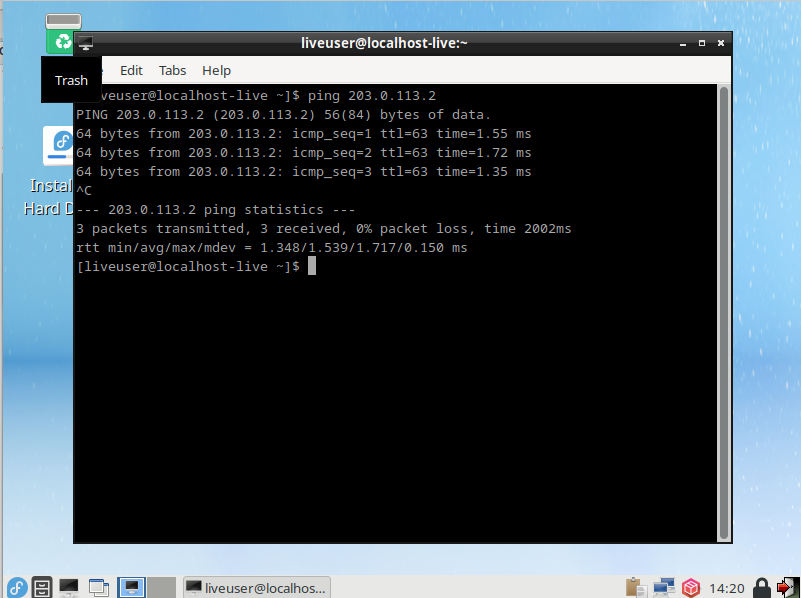 liveuser@localhost-live:~
Edit Tabs Help
Trash
veuser@localhost-live ~]$ ping 203.0.113.2
PING 203.0.113.2 (203.0.113.2) 56(84) bytes of data.
64 bytes from 203.0.113.2: icmp_seq=1 ttl=63 time=1.55 ms
64 bytes from 203.0.113.2: icmp_seq=2 ttl=63 time=1.72 ms
64 bytes from 203.0.113.2: icmp_seq=3 ttl=63 time=1.35 ms
^C
--- 203.0.113.2 ping statistics ---
3 packets transmitted, 3 received, 0% packet loss, time 2002ms
rtt min/avg/max/mdev = 1.348/1.539/1.717/0.150 ms
[liveuser@localhost-live ~]$
Instal
Hard D
liveuser@localhos...
14:20